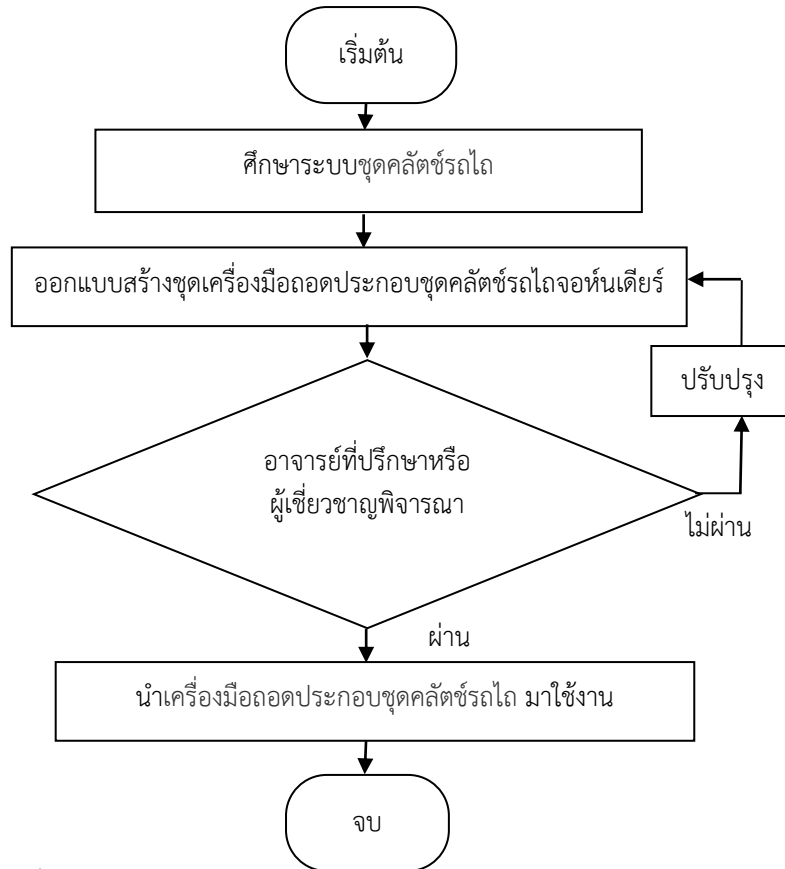 เริ่มต้น
ศึกษาระบบชุดคลัตช์รถไถ
ออกแบบสร้างชุดเครื่องมือถอดประกอบชุดคลัตช์รถไถจอห์นเดียร์
ปรับปรุง
อาจารย์ที่ปรึกษาหรือ
ผู้เชี่ยวชาญพิจารณา
ไม่ผ่าน
ผ่าน
นำเครื่องมือถอดประกอบชุดคลัตช์รถไถ มาใช้งาน
จบ